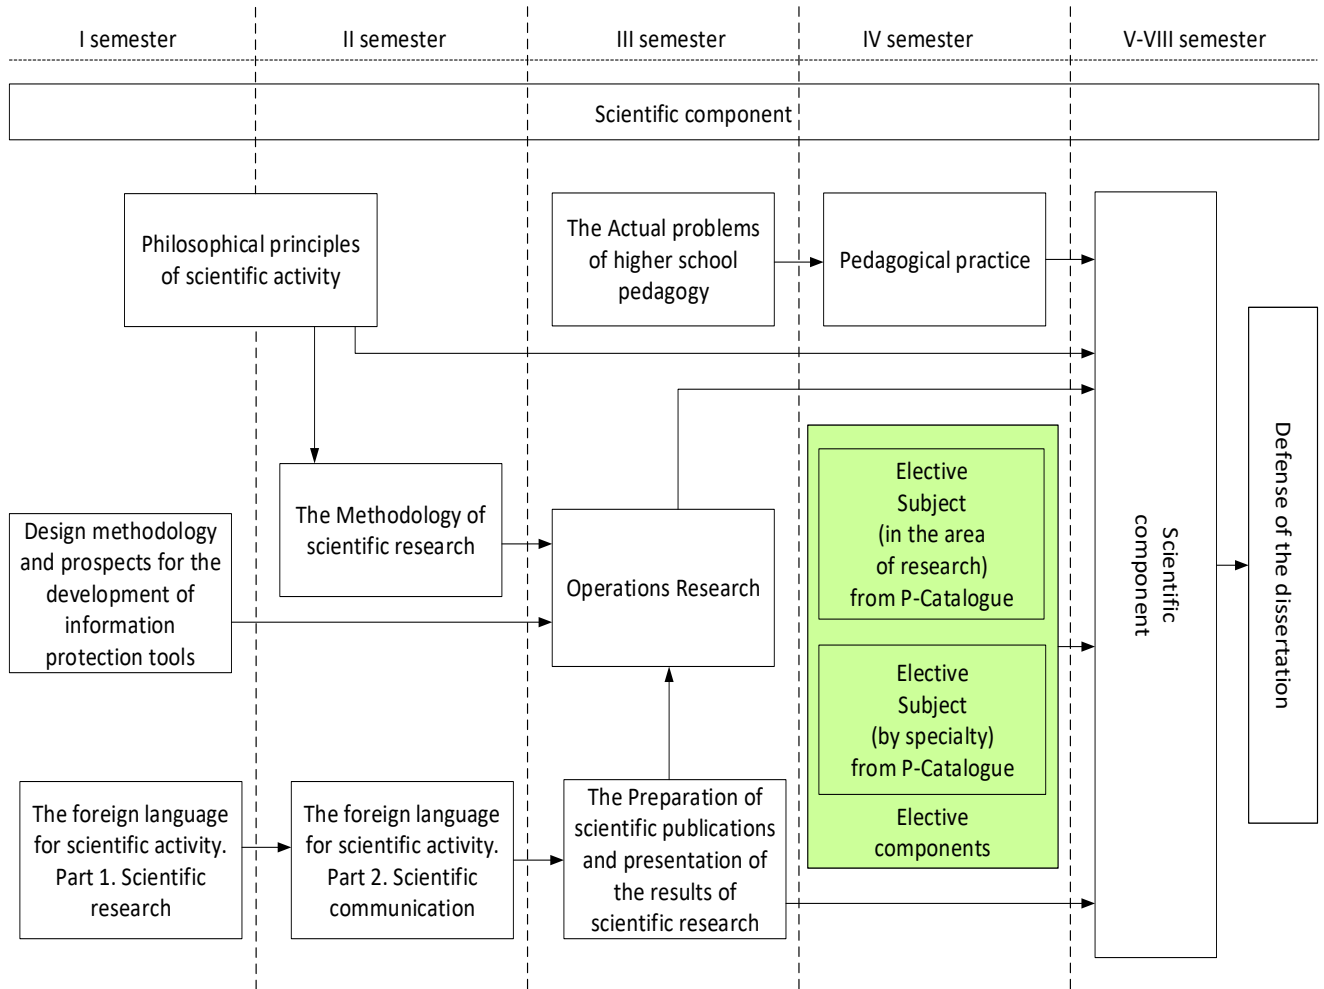 I semester
II semester
III semester
IV semester
V-VIII semester
Scientific component
Philosophical principles
of scientific activity
The Actual problems
of higher school
pedagogy
Pedagogical practice
The Methodology of
scientific research
Design methodology
and prospects for the
development of
information
protection tools
Operations Research
Elective
Subject
(in the area
of research)
from P-Catalogue
Elective
Subject
(by specialty)
from P-Catalogue
Elective
components
The foreign language
for scientific activity.
Part 1. Scientific
research
The foreign language
for scientific activity.
Part 2. Scientific
communication
The Preparation of
scientific publications
and presentation of
the results of
scientific research
Scientific
component
Defense of the dissertation